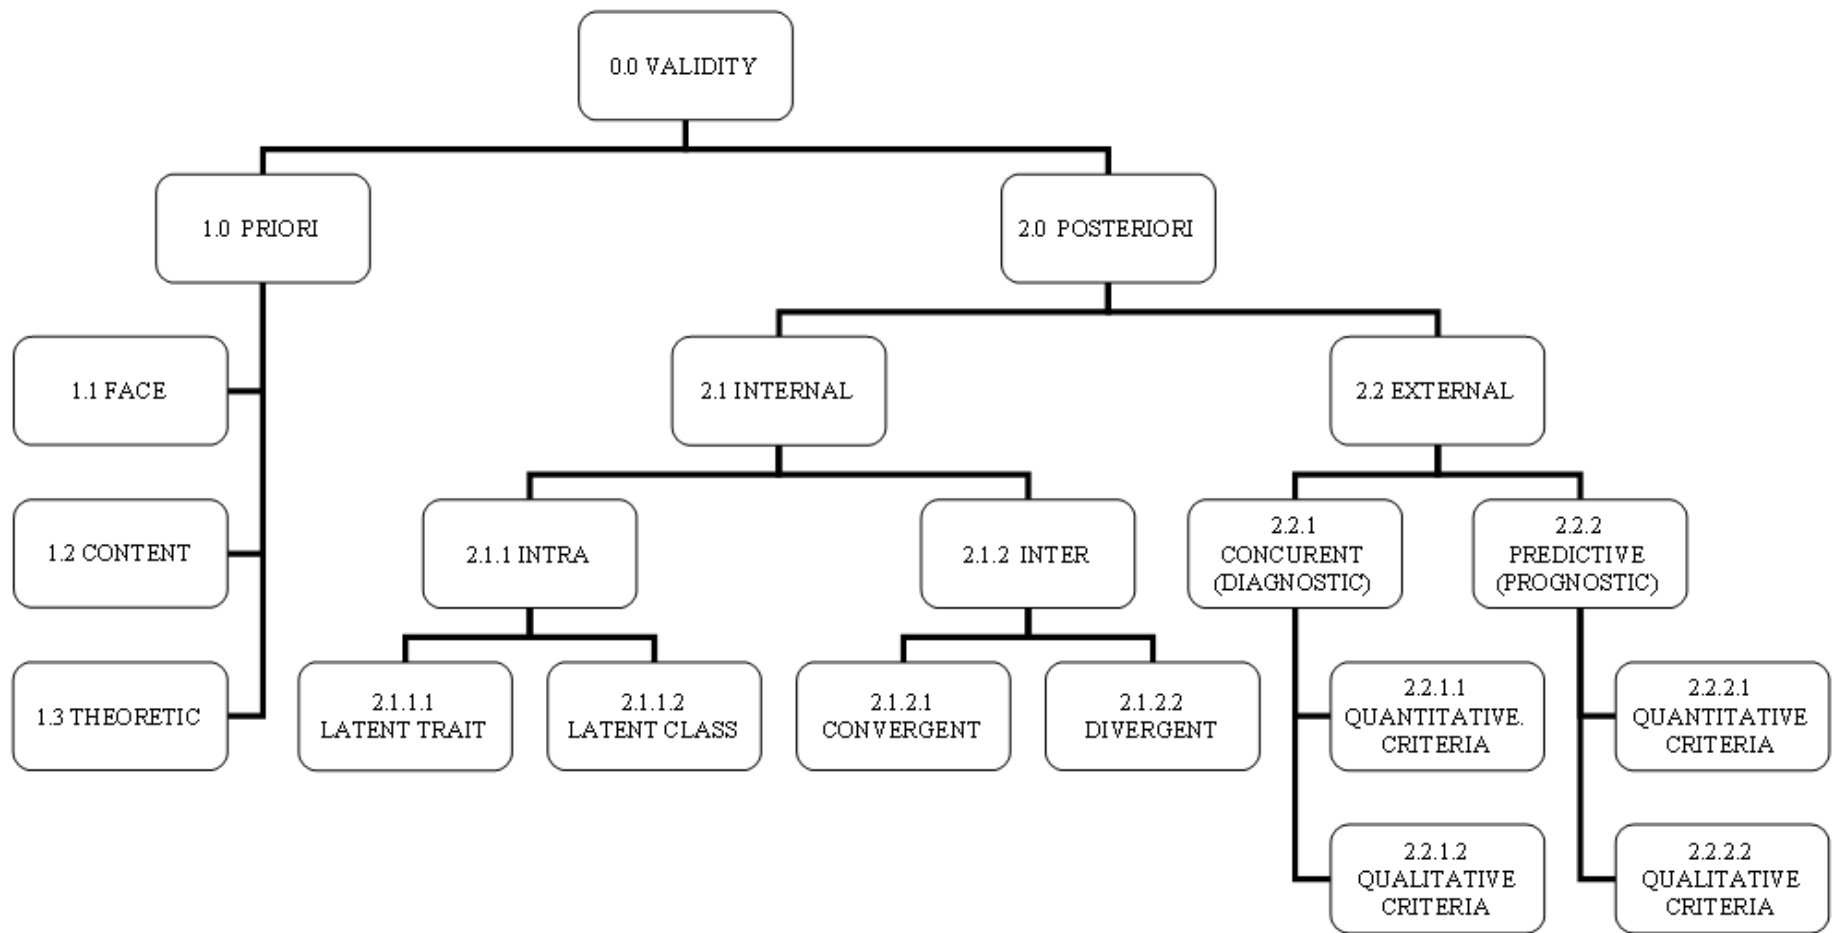 0.0 VALIDITY
1.0 PRIORI
2.0 POSTERIORI
1.1 FACE
2.1 INTERNAL
2.2 EXTERNAL
1.2 CONTENT
2.1.1 INTRA
2.1.2 INTER
2.2.1
CONCURENT
(DIAGNOSTIC)
2.2.2
PREDICTIVE
(PROGNOSTIC)
1.3 THEORETIC
2.1.1.1
LATENT TRAIT
2.1.1.2
LATENT CLASS
2.1.2.1
CONVERGENT
2.1.2.2
DIVERGENT
2.2.1.1
QUANTITATIVE.
CRITERIA
2.2.2.1
QUANTITATIVE
CRITERIA
2.2.1.2
QUALITATIVE
CRITERIA
2.2.2.2
QUALITATIVE
CRITERIA